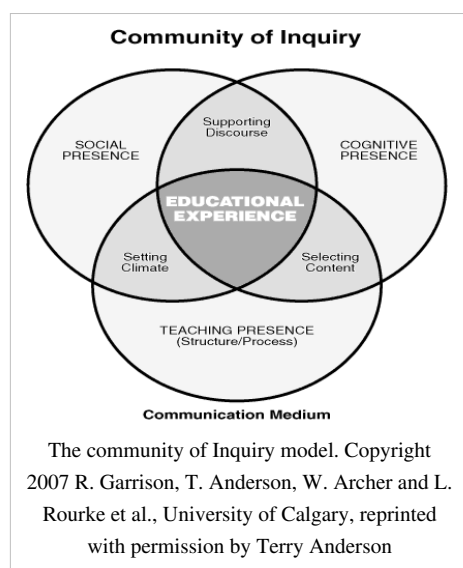 Community of Inquiry
Supporting
Discourse
SOCIAL
PRESENCE
COGNITIVE
PRESENCE
EDUCATIONAL
EXPERIENCE
Setting
Climate
Selecting
Content
TEACHING PRESENCE
(Structure/Process)
Communication Medium
The community of Inquiry model. Copyright
2007 R. Garrison, T. Anderson, W. Archer and L.
Rourke et al., University of Calgary, reprinted
with permission by Terry Anderson